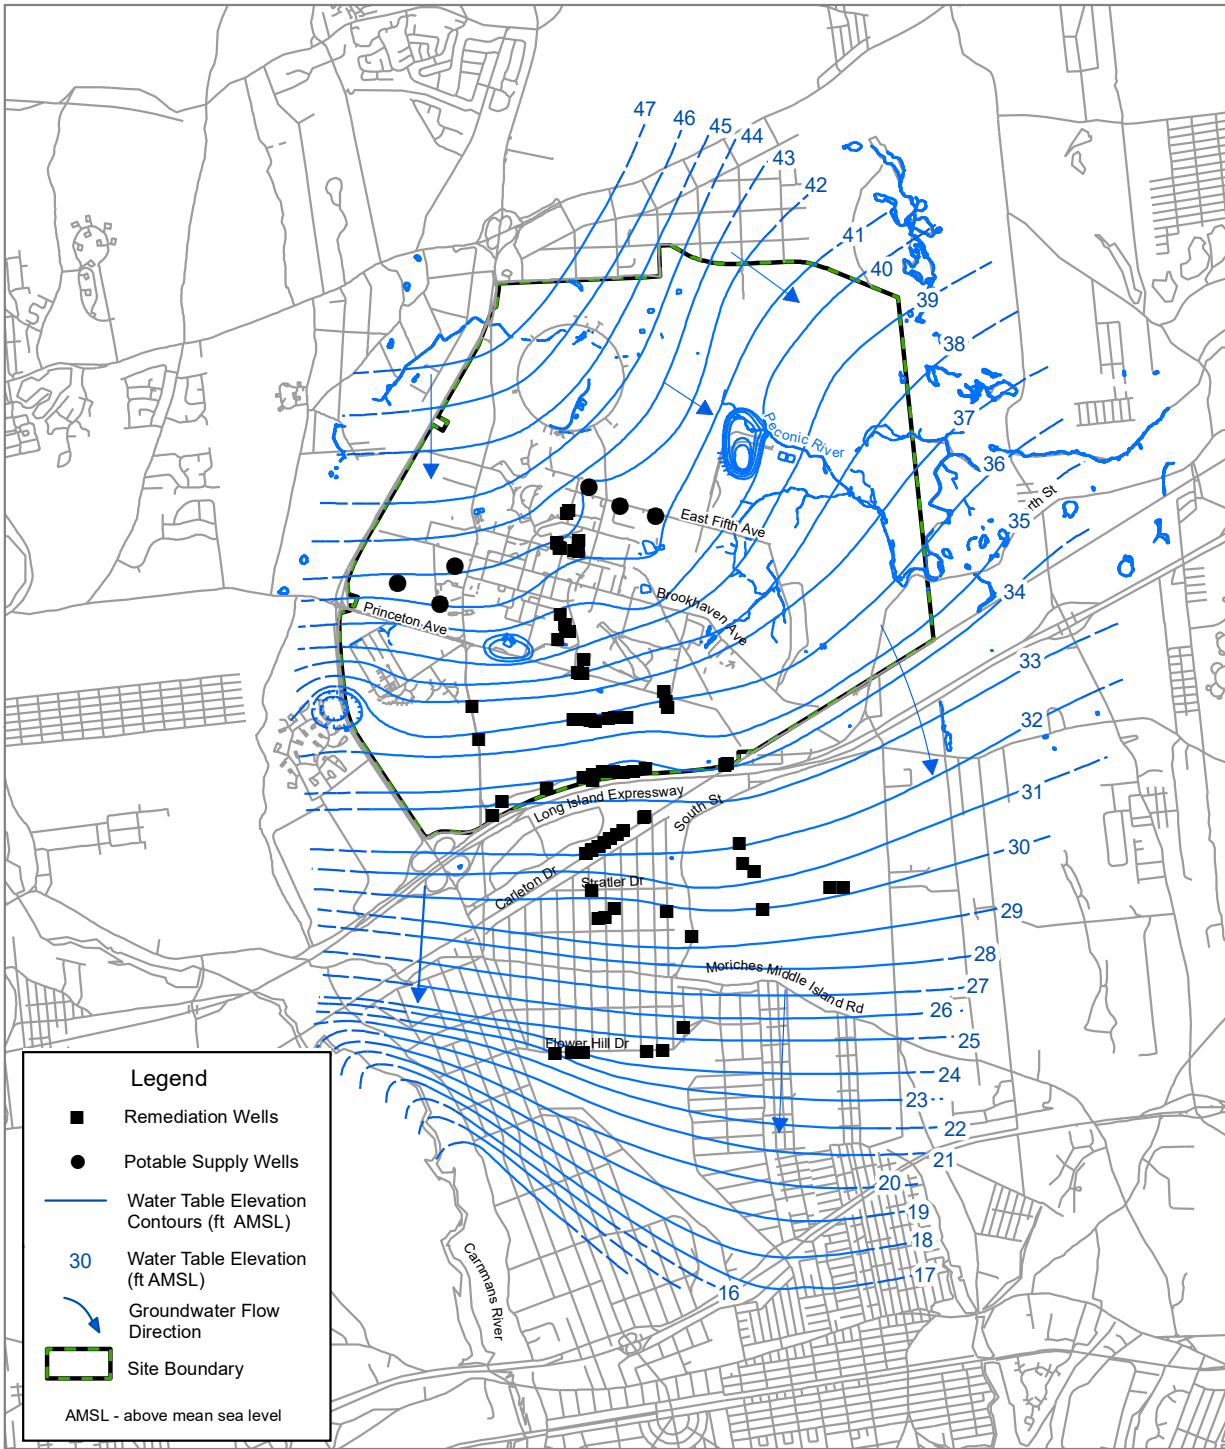 47
46
45
44
43
42
41
40
39
38
37
Peconic River
36
35
rth St
34
East Fifth Ave
Brookhaven Ave
Princeton Ave
33
32
31
30
29
28
27
26
25
24
23
22
21
20
19
18
17
16
Long Island Expressway
South St
Carleton Dr
Stratler Dr
Moriches Middle Island Rd
Flower Hill Dr
Carnmans River
Legend
Remediation Wells
Potable Supply Wells
Water Table Elevation
Contours (ft AMSL)
30
Water Table Elevation
(ft AMSL)
Groundwater Flow
Direction
Site Boundary
AMSL - above mean sea level